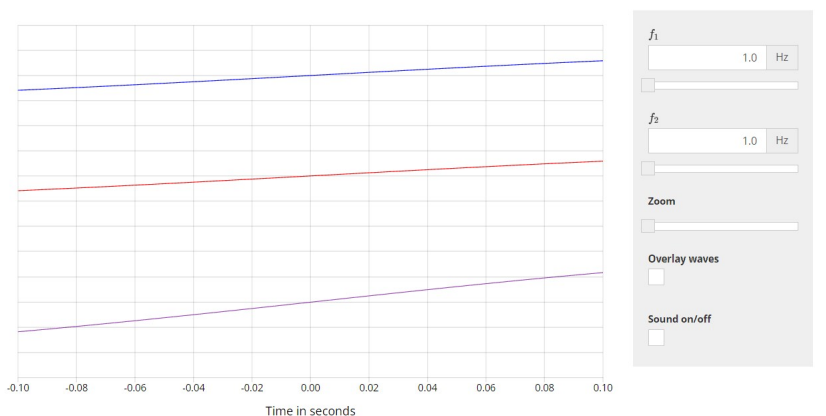 f₁
1.0 Hz
f₂
1.0 Hz
Zoom
Overlay waves
Sound on/off
-0.10 -0.08 -0.06 -0.04 -0.02 0.00 0.02 0.04 0.06 0.08 0.10
Time in seconds